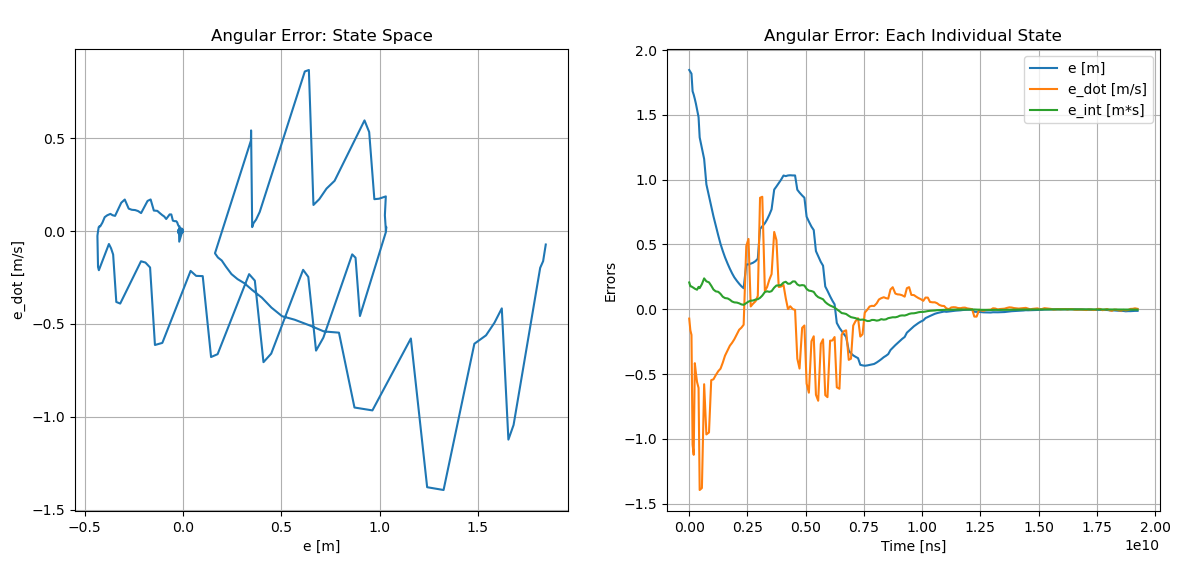 Angular Error: State Space
0.5
0.0
−0.5
−1.0
−1.5
e_dot [m/s]
−0.5
0.0
0.5
1.0
1.5
e [m]
Angular Error: Each Individual State
2.0
1.5
1.0
0.5
0.0
−0.5
−1.0
−1.5
Errors
e [m]
e_dot [m/s]
e_int [m*s]
0.00
0.25
0.50
0.75
1.00
1.25
1.50
1.75
2.00
1e10
Time [ns]